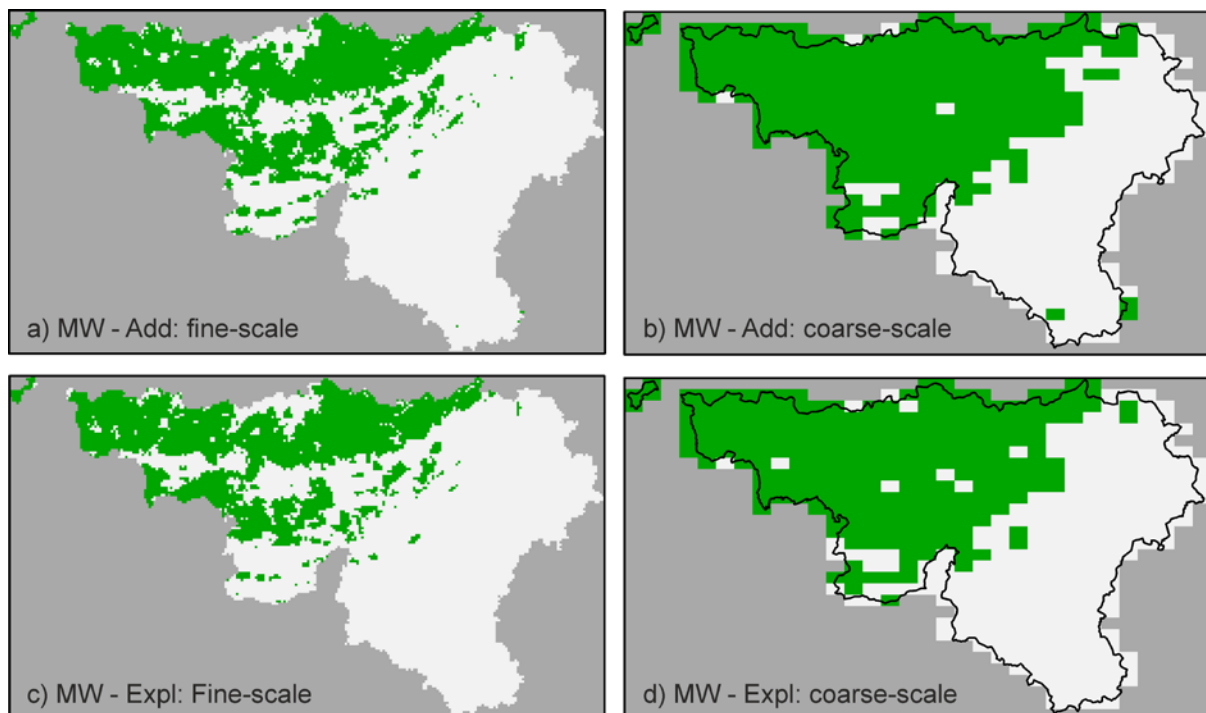 a) MW - Add: fine-scale
b) MW - Add: coarse-scale
c) MW - Expl: Fine-scale
d) MW - Expl: coarse-scale